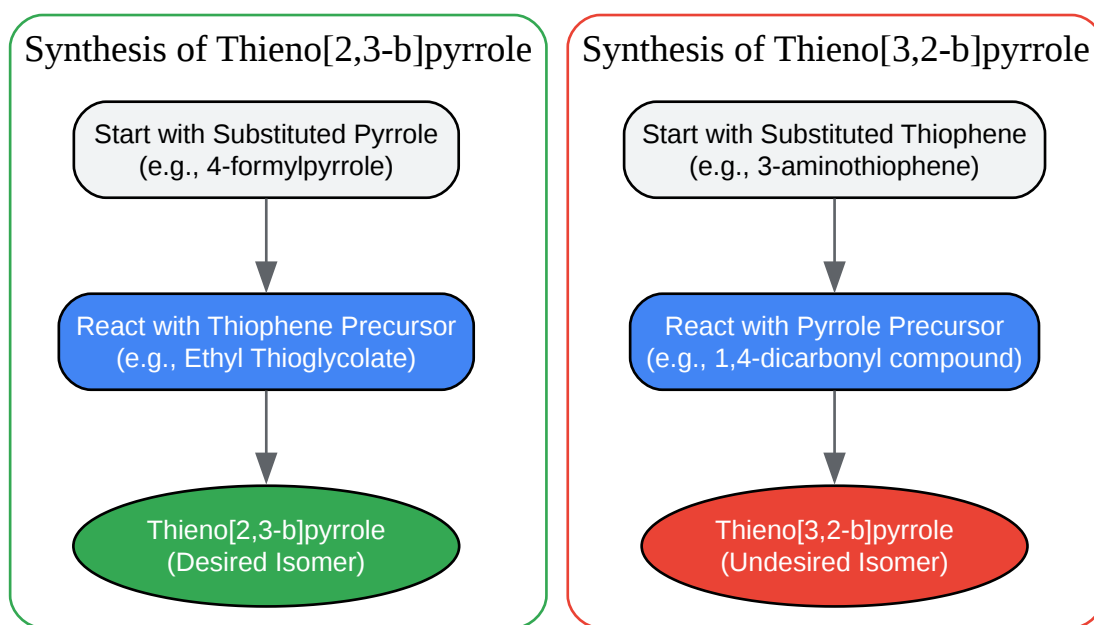 Synthesis of Thieno[2,3-b]pyrrole
Start with Substituted Pyrrole
(e.g., 4-formylpyrrole)
React with Thiophene Precursor
(e.g., Ethyl Thioglycolate)
Thieno[2,3-b]pyrrole
(Desired Isomer)
Synthesis of Thieno[3,2-b]pyrrole
Start with Substituted Thiophene
(e.g., 3-aminothiophene)
React with Pyrrole Precursor
(e.g., 1,4-dicarbonyl compound)
Thieno[3,2-b]pyrrole
(Undesired Isomer)